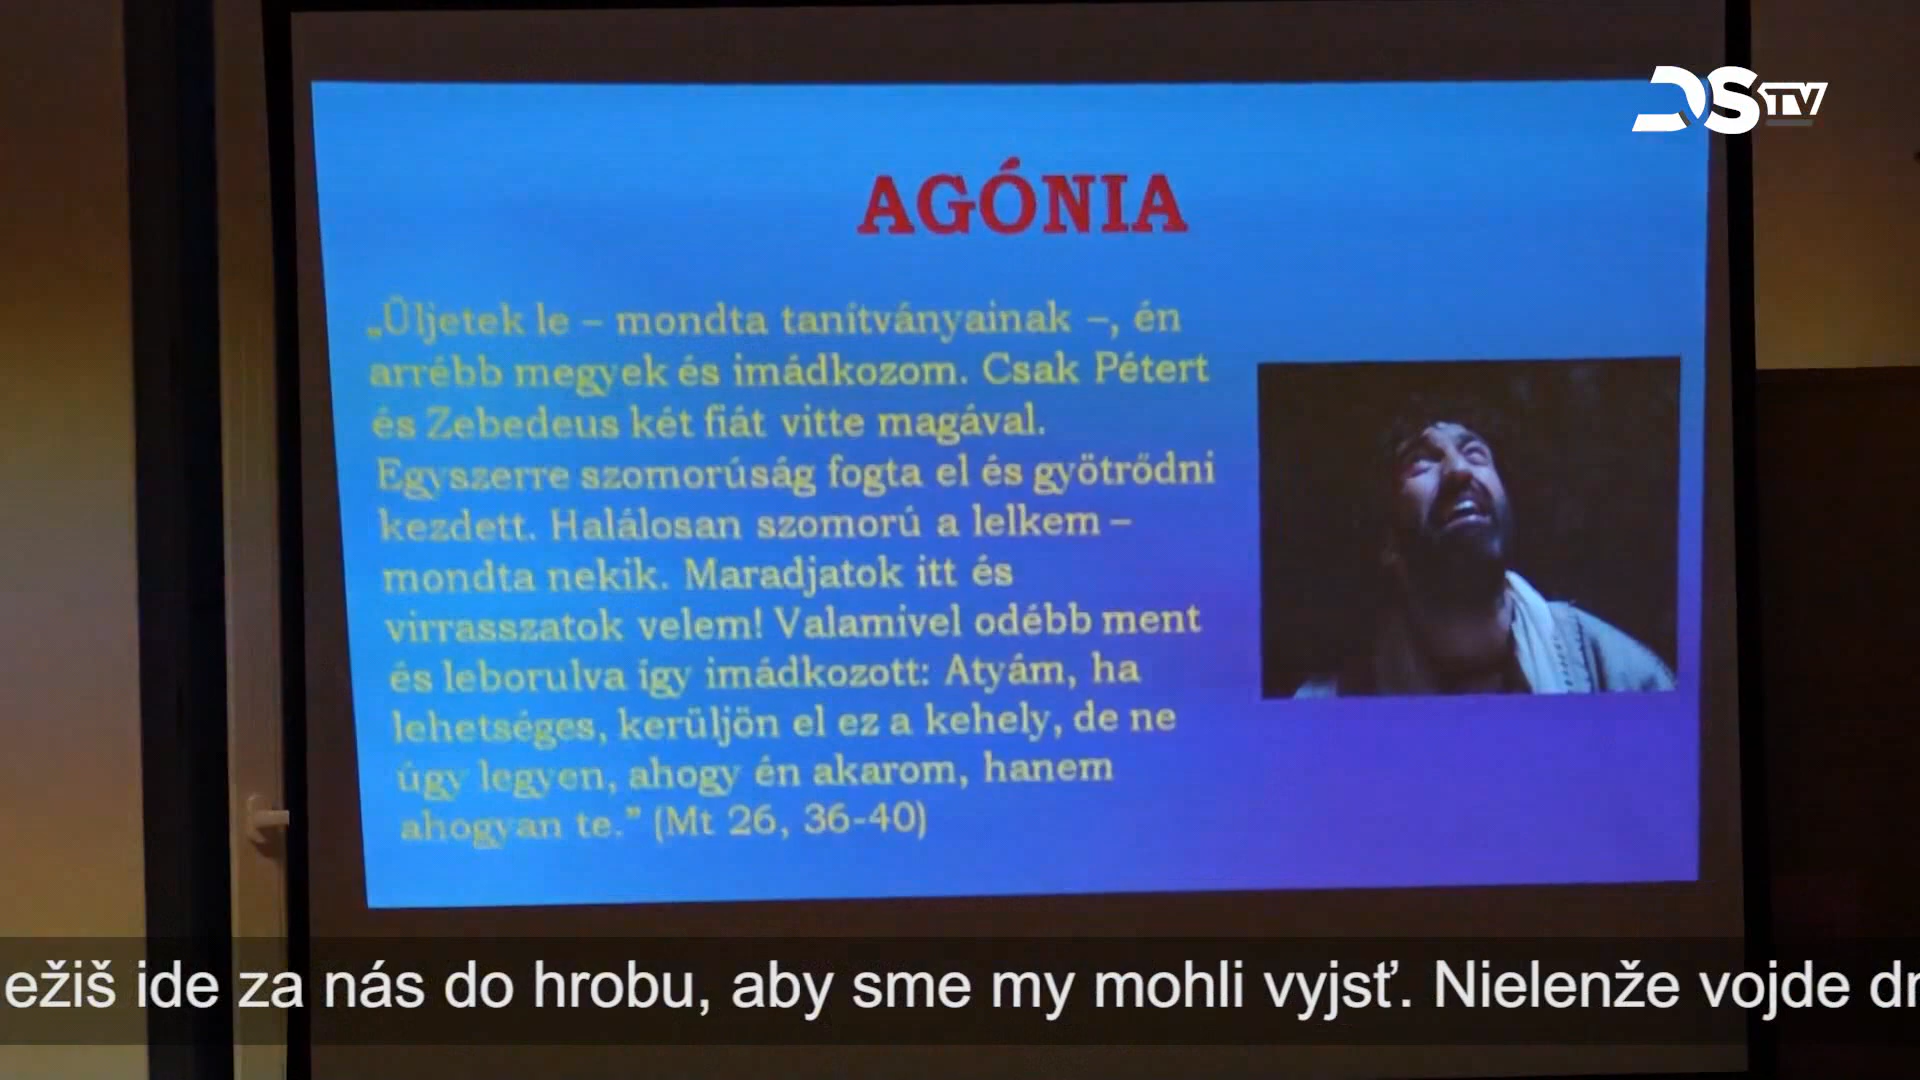 DSTV
AGÓNIA
„Üljetek le – mondta tanítványainak –, én
arrébb megyek és imádkozom. Csak Pétert
és Zebedeus két fiát vitte magával.
Egyszerre szomorúság fogta el és gyötrődni
kezdett. Halálosan szomorú a lelkem –
mondta nekik. Maradjatok itt és
virrasszatok velem! Valamivel odébb ment
és leborulva így imádkozott: Atyám, ha
lehetséges, kerüljön el ez a kehely, de ne
úgy legyen, ahogy én akarom, hanem
ahogyan te.” (Mt 26, 36-40)
ežiš ide za nás do hrobu, aby sme my mohli vyjsť. Nielenže vojde